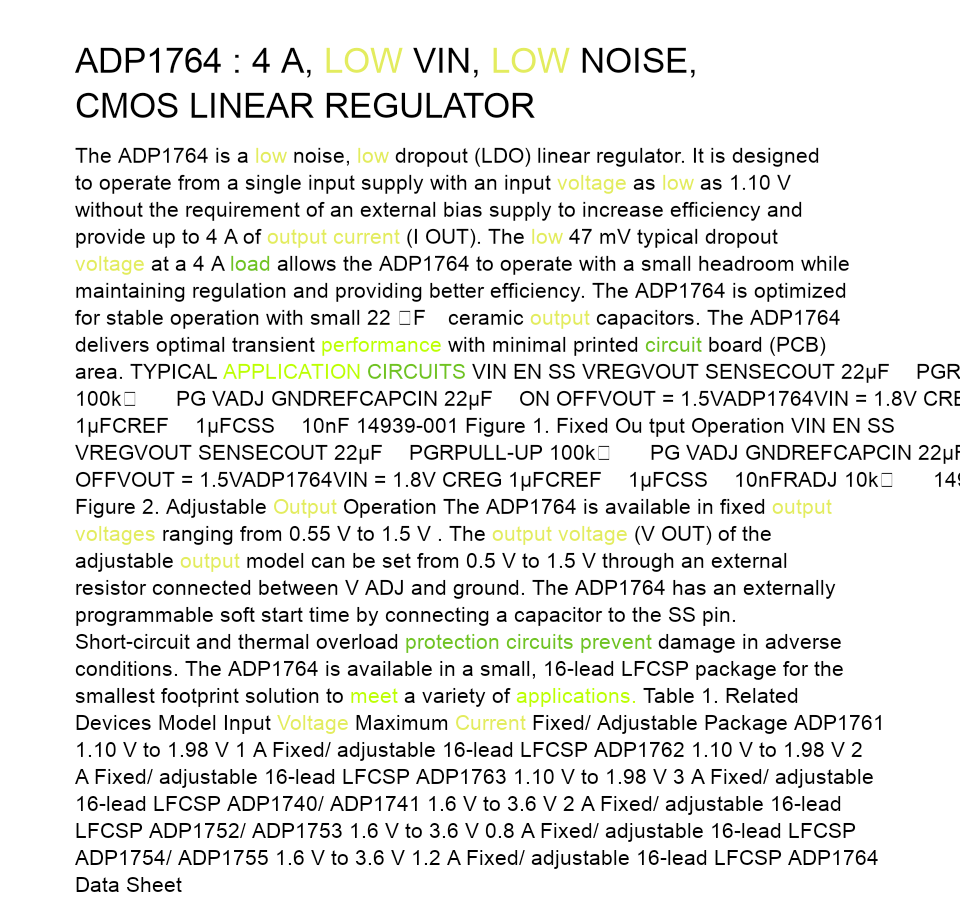 ADP1764 : 4 A, LOW VIN, LOW NOISE,
CMOS LINEAR REGULATOR
The ADP1764 is a low noise, low dropout (LDO) linear regulator. It is designed
to operate from a single input supply with an input voltage as low as 1.10 V
without the requirement of an external bias supply to increase efficiency and
provide up to 4 A of output current (I OUT). The low 47 mV typical dropout
voltage at a 4 A load allows the ADP1764 to operate with a small headroom while
maintaining regulation and providing better efficiency. The ADP1764 is optimized
for stable operation with small 22 □F ceramic output capacitors. The ADP1764
delivers optimal transient performance with minimal printed circuit board (PCB)
area. TYPICAL APPLICATION CIRCUITS VIN EN SS VREGVOUT SENSECOUT 22μF PGR
100k□ PG VADJ GNDREFCAPCIN 22μF ON OFFVOUT = 1.5VADP1764VIN = 1.8V CRE
1μFCREF 1μFCSS 10nF 14939-001 Figure 1. Fixed Ou tput Operation VIN EN SS
VREGVOUT SENSECOUT 22μF PGRPULL-UP 100k□ PG VADJ GNDREFCAPCIN 22μF
OFFVOUT = 1.5VADP1764VIN = 1.8V CREG 1μFCREF 1μFCSS 10nFRADJ 10k□ 149
Figure 2. Adjustable Output Operation The ADP1764 is available in fixed output
voltages ranging from 0.55 V to 1.5 V . The output voltage (V OUT) of the
adjustable output model can be set from 0.5 V to 1.5 V through an external
resistor connected between V ADJ and ground. The ADP1764 has an externally
programmable soft start time by connecting a capacitor to the SS pin.
Short-circuit and thermal overload protection circuits prevent damage in adverse
conditions. The ADP1764 is available in a small, 16-lead LFCSP package for the
smallest footprint solution to meet a variety of applications. Table 1. Related
Devices Model Input Voltage Maximum Current Fixed/ Adjustable Package ADP1761
1.10 V to 1.98 V 1 A Fixed/ adjustable 16-lead LFCSP ADP1762 1.10 V to 1.98 V 2
A Fixed/ adjustable 16-lead LFCSP ADP1763 1.10 V to 1.98 V 3 A Fixed/ adjustable
16-lead LFCSP ADP1740/ ADP1741 1.6 V to 3.6 V 2 A Fixed/ adjustable 16-lead
LFCSP ADP1752/ ADP1753 1.6 V to 3.6 V 0.8 A Fixed/ adjustable 16-lead LFCSP
ADP1754/ ADP1755 1.6 V to 3.6 V 1.2 A Fixed/ adjustable 16-lead LFCSP ADP1764
Data Sheet